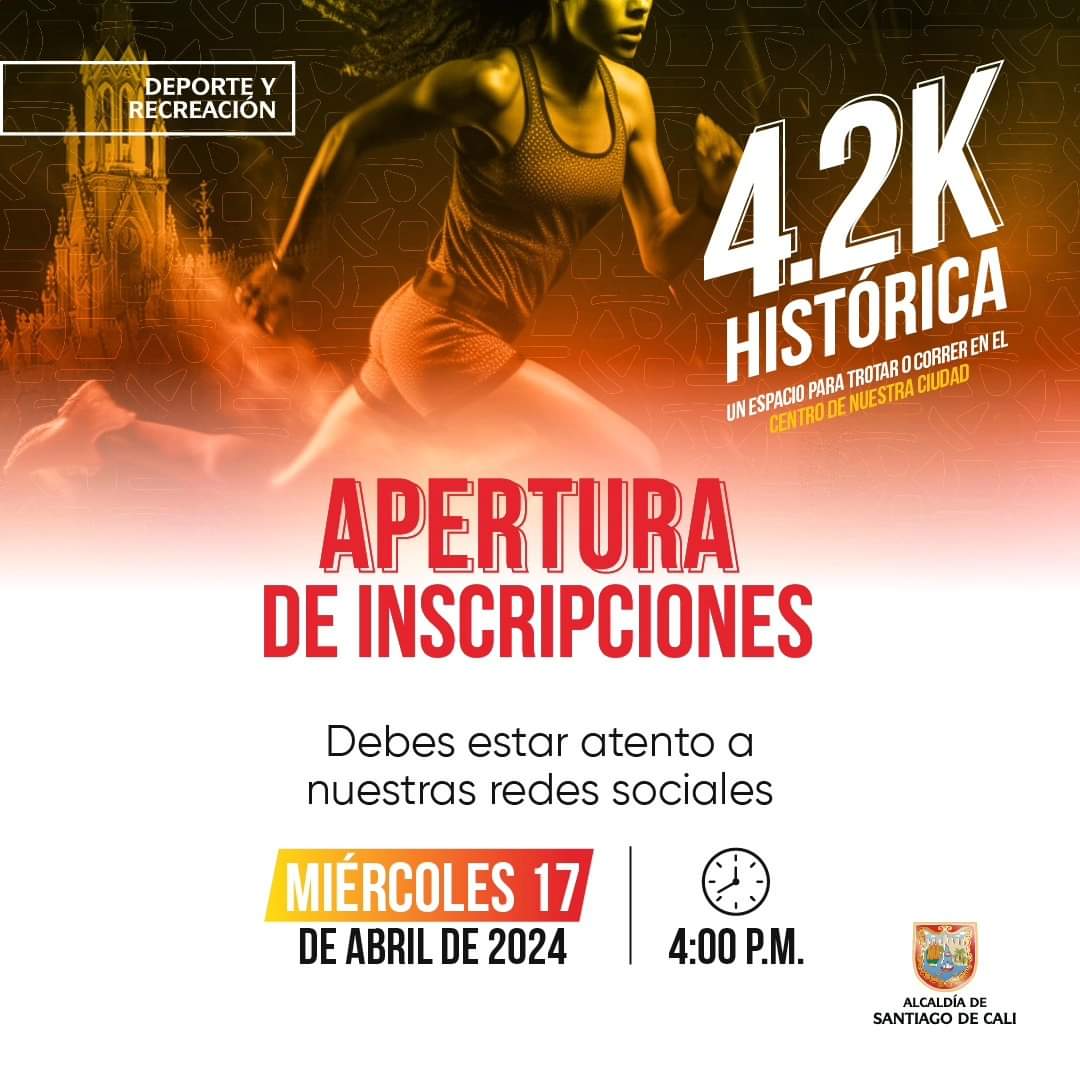 DEPORTE Y
RECREACIÓN
4.2K
HISTÓRICA
UN ESPACIO PARA TROTAR O CORRER EN EL
CENTRO DE NUESTRA CIUDAD
APERTURA
DE INSCRIPCIONES
Debes estar atento a
nuestras redes sociales
MIÉRCOLES 17
DE ABRIL DE 2024
4:00 P.M.
ALCALDÍA DE
SANTIAGO DE CALI